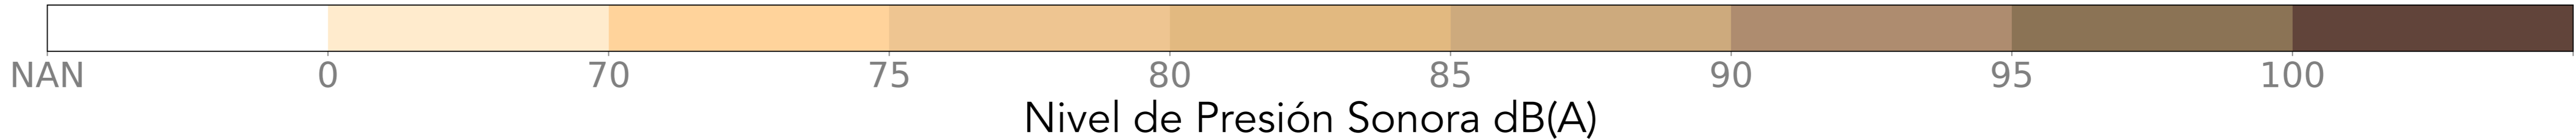 NAN 0 70 75 80 85 90 95 100
Nivel de Presión Sonora dB(A)